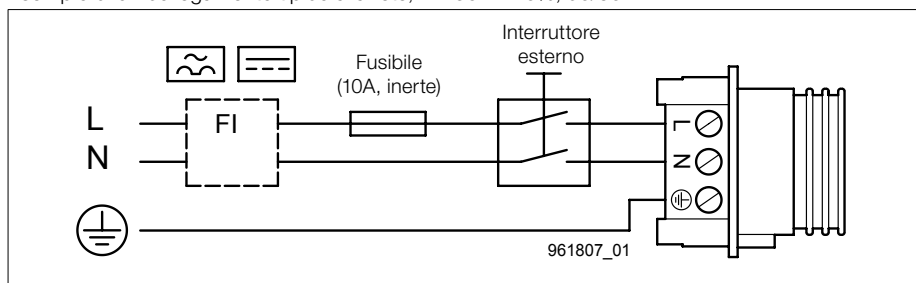 Interruttore
esterno
Fusibile
(10A, inerte)
L
FI
N
L
N
961807_01